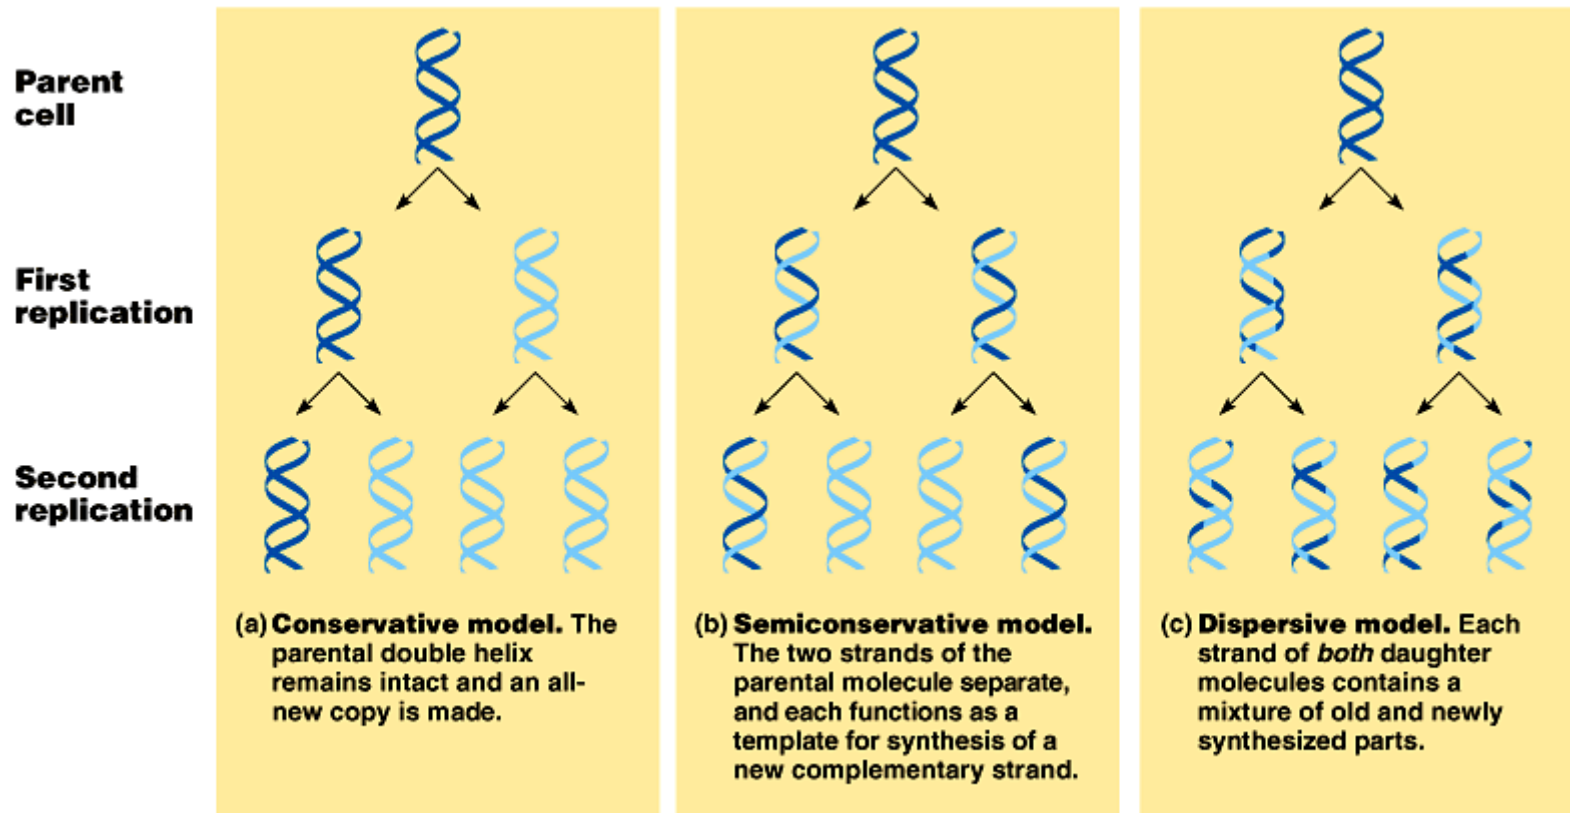 Parent
cell
First
replication
Second
replication
(a) Conservative model. The
parental double helix
remains intact and an all-
new copy is made.
(b) Semiconservative model.
The two strands of the
parental molecule separate,
and each functions as a
template for synthesis of a
new complementary strand.
(c) Dispersive model. Each
strand of both daughter
molecules contains a
mixture of old and newly
synthesized parts.